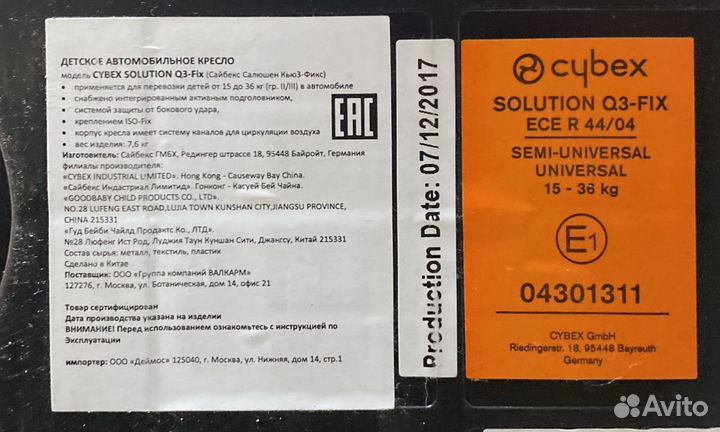 ДЕТСКОЕ АВТОМОБИЛЬНОЕ КРЕСЛО
модель CYBEX SOLUTION Q3-Fix (Сайбекс Салюшен Кью3-Фикс)
• применяется для перевозки детей от 15 до 36 кг (гр. II/III) в автомобиле
• снабжено интегрированным активным подголовником,
• системой защиты от бокового удара,
• креплением ISO-Fix
• корпус кресла имеет систему каналов для циркуляции воздуха
• вес изделия: 7,6 кг
Изготовитель: Сайбекс ГМБХ, Редингер штрассе 18, 95448 Байройт, Германия
филиалы производителя:
«CYBEX INDUSTRIAL LIMITED». Hong Kong - Causeway Bay China.
«Сайбекс Индастриал Лимитид». Гонконг - Касуей Бей Чайна.
«GOODBABY CHILD PRODUCTS CO., LTD».
NO.28 LUFENG EAST ROAD,LUJIA TOWN KUNSHAN CITY,JIANGSU PROVINCE,
CHINA 215331
«Гуд Бейби Чайлд Продактс Ко., ЛТД».
№28 Люфенг Ист Род, Луджия Таун Куншан Сити, Джангсу, Китай 215331
Состав сырья: металл, текстиль, пластик
Сделано в Китае
Поставщик: ООО «Группа компаний ВАЛКАРМ»
127276, г. Москва, ул. Ботаническая, дом 14, офис 21
Товар сертифицирован
Дата производства указана на изделии
ВНИМАНИЕ! Перед использованием ознакомьтесь с инструкцией по
Эксплуатации
импортер: ООО «Деймос» 125040, г. Москва, ул. Нижняя, дом 14, стр.1
EAC
Production Date: 07/12/2017
cybex
SOLUTION Q3-FIX
ECE R 44/04
SEMI-UNIVERSAL
UNIVERSAL
15 - 36 kg
E1
04301311
CYBEX GmbH
Riedingerstr. 18, 95448 Bayreuth
Germany
Avito